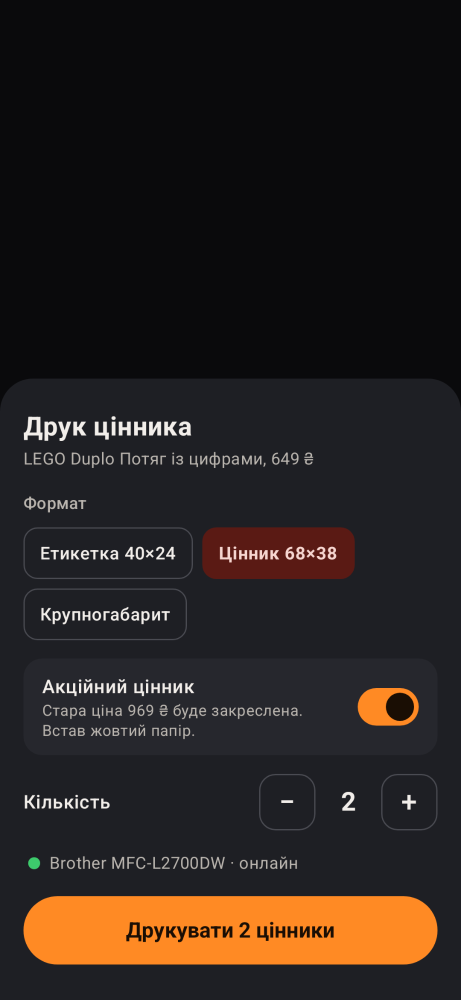 Друк цінника
LEGO Duplo Потяг із цифрами, 649 ₴
Формат
Етикетка 40×24
Цінник 68×38
Крупногабарит
Акційний цінник
Стара ціна 969 ₴ буде закреслена.
Встав жовтий папір.
Кількість
− 2 +
Brother MFC-L2700DW · онлайн
Друкувати 2 цінники